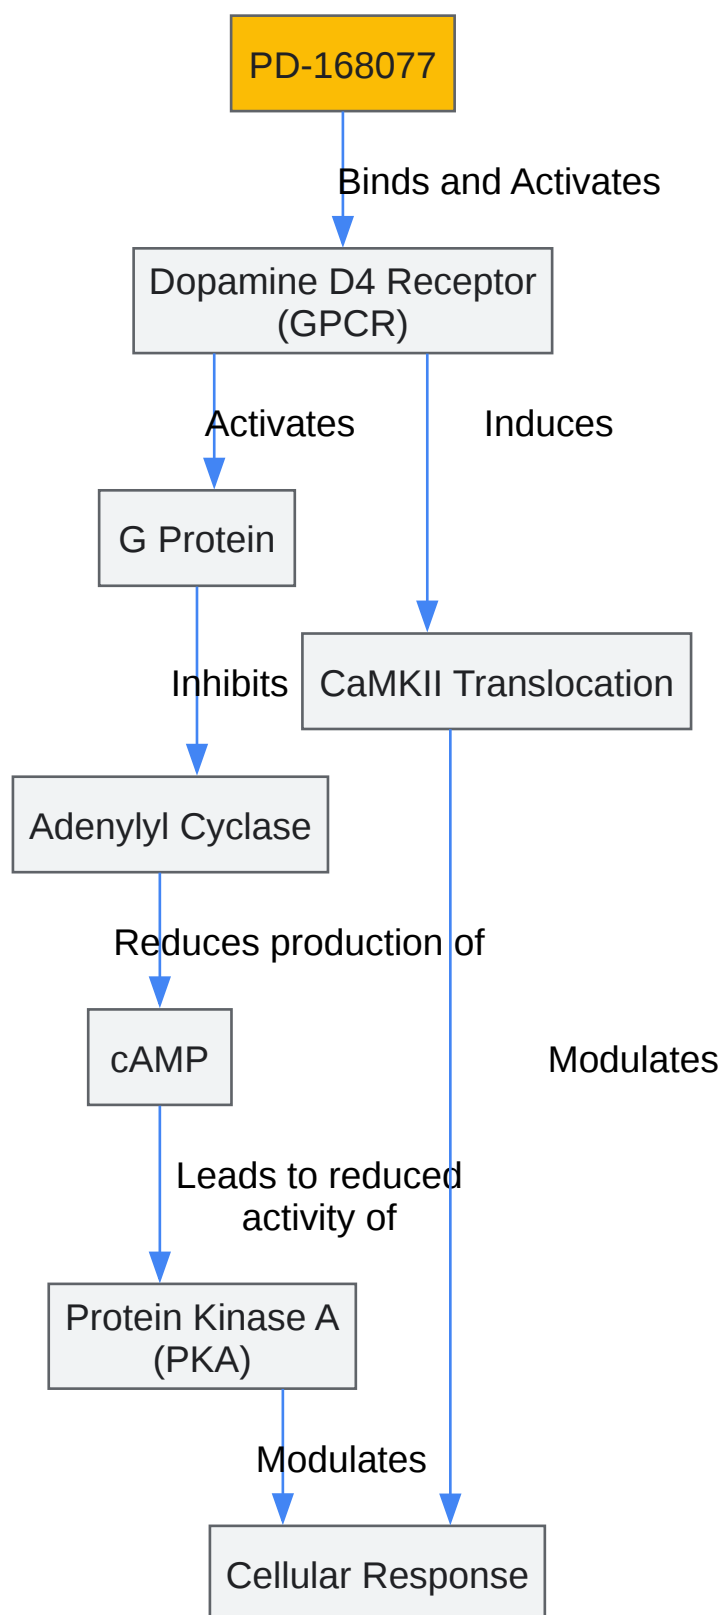 PD-168077
Binds and Activates
Dopamine D4 Receptor
(GPCR)
Activates
Induces
G Protein
Inhibits
CaMKII Translocation
Adenylyl Cyclase
Reduces production of
cAMP
Modulates
Leads to reduced
activity of
Protein Kinase A
(PKA)
Modulates
Cellular Response